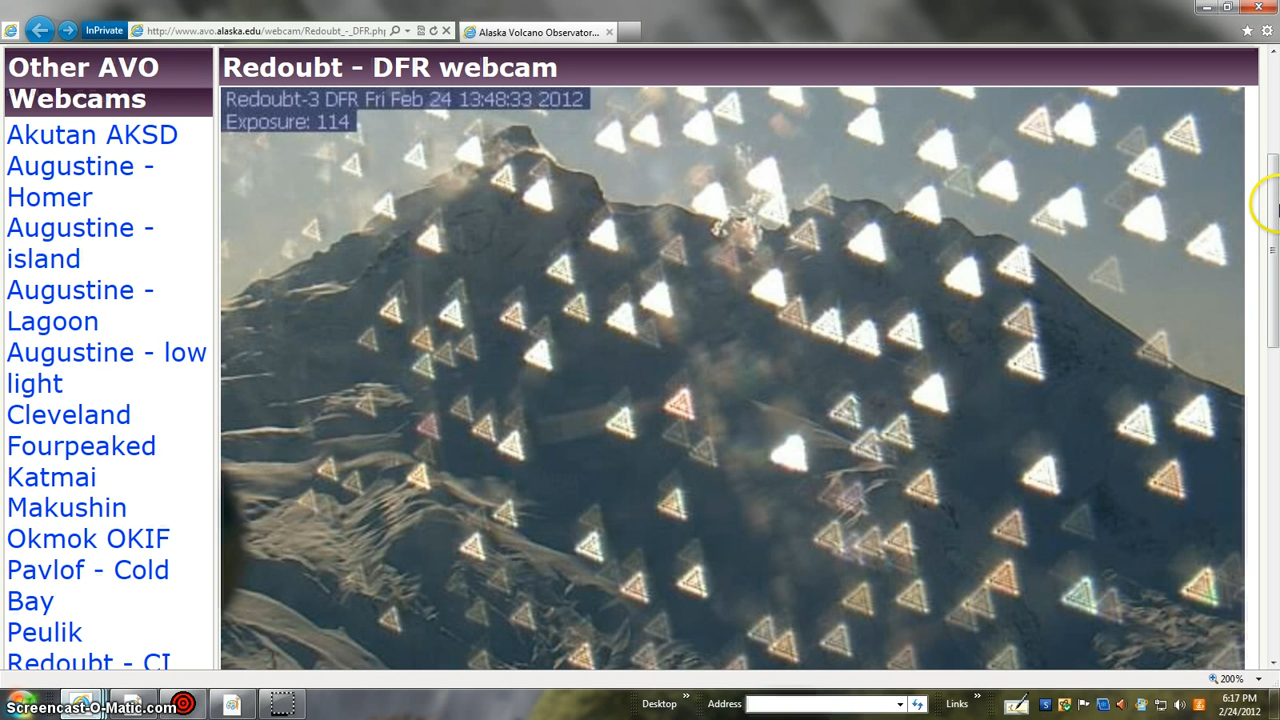 InPrivate
http://www.avo.alaska.edu/webcam/Redoubt_-_DFR.php
Alaska Volcano Observator...
Other AVO
Webcams
Redoubt - DFR webcam
Redoubt-3 DFR Fri Feb 24 13:48:33 2012
Exposure: 114
Akutan AKSD
Augustine -
Homer
Augustine -
island
Augustine -
Lagoon
Augustine - low
light
Cleveland
Fourpeaked
Katmai
Makushin
Okmok OKIF
Pavlof - Cold
Bay
Peulik
Redoubt - CI
200%
Screencast-O-Matic.com
Desktop
Address
Links
6:17 PM
2/24/2012